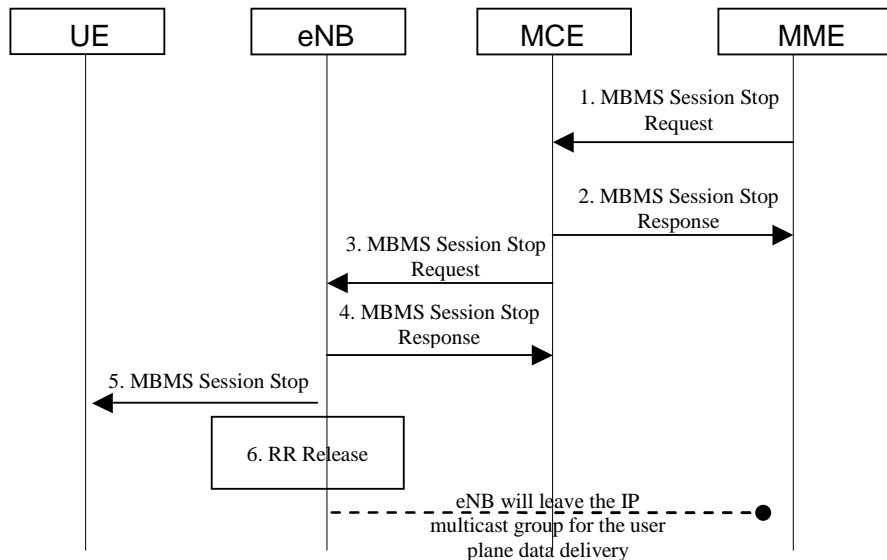 UE eNB MCE MME
1. MBMS Session Stop
Request
2. MBMS Session Stop
Response
3. MBMS Session Stop
Request
4. MBMS Session Stop
Response
5. MBMS Session Stop
6. RR Release
eNB will leave the IP
multicast group for the user
plane data delivery